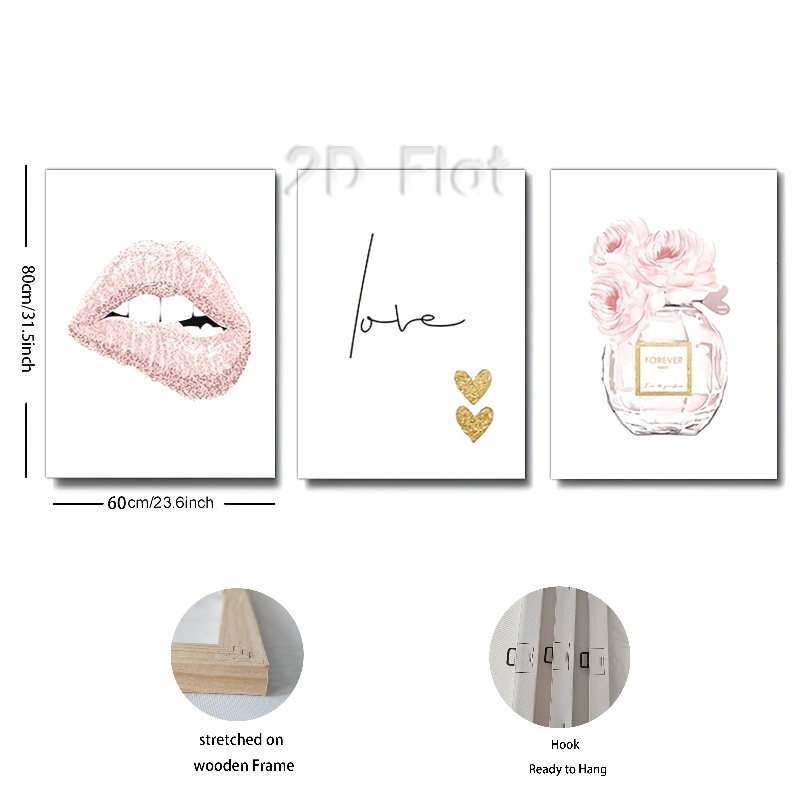 2D Flat
80cm/31.5inch
love
FOREVER
60cm/23.6inch
stretched on
wooden Frame
Hook
Ready to Hang